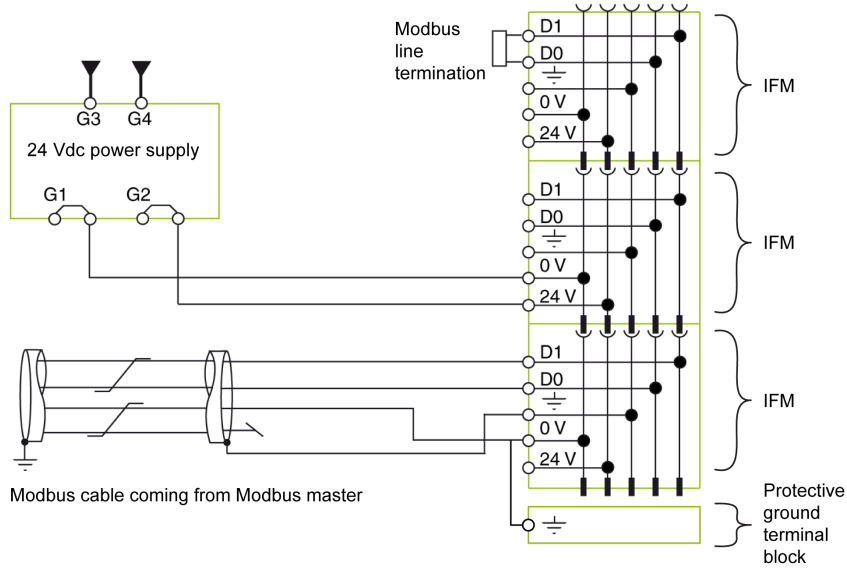 Modbus
line
termination
D1
D0
0 V
24 V
IFM
G3 G4
24 Vdc power supply
G1 G2
D1
D0
0 V
24 V
IFM
D1
D0
0 V
24 V
IFM
Modbus cable coming from Modbus master
Protective
ground
terminal
block